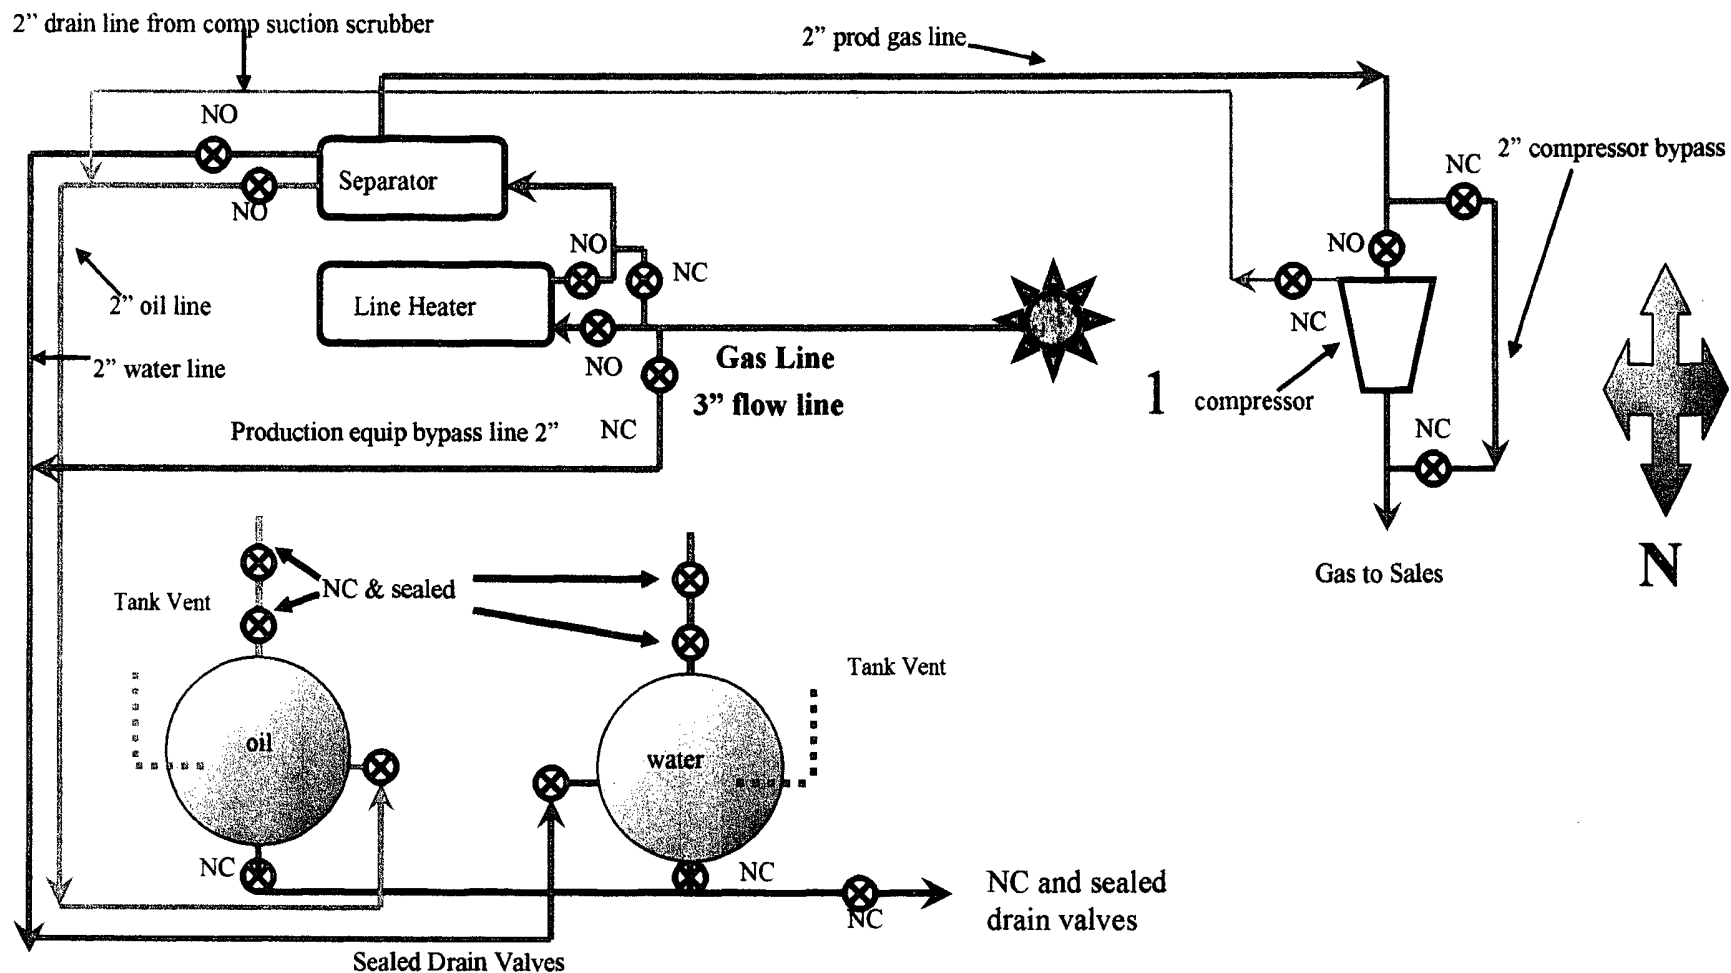 2” drain line from comp suction scrubber
2” prod gas line
NO
Separator
NO
NC
2” compressor bypass
NO
NO
NC
Line Heater
2” oil line
NC
2” water line
NO
Gas Line
3” flow line
1
compressor
Production equip bypass line 2”
NC
NC
N
Gas to Sales
NC & sealed
Tank Vent
Tank Vent
oil
water
NC
NC
NC
NC and sealed
drain valves
Sealed Drain Valves